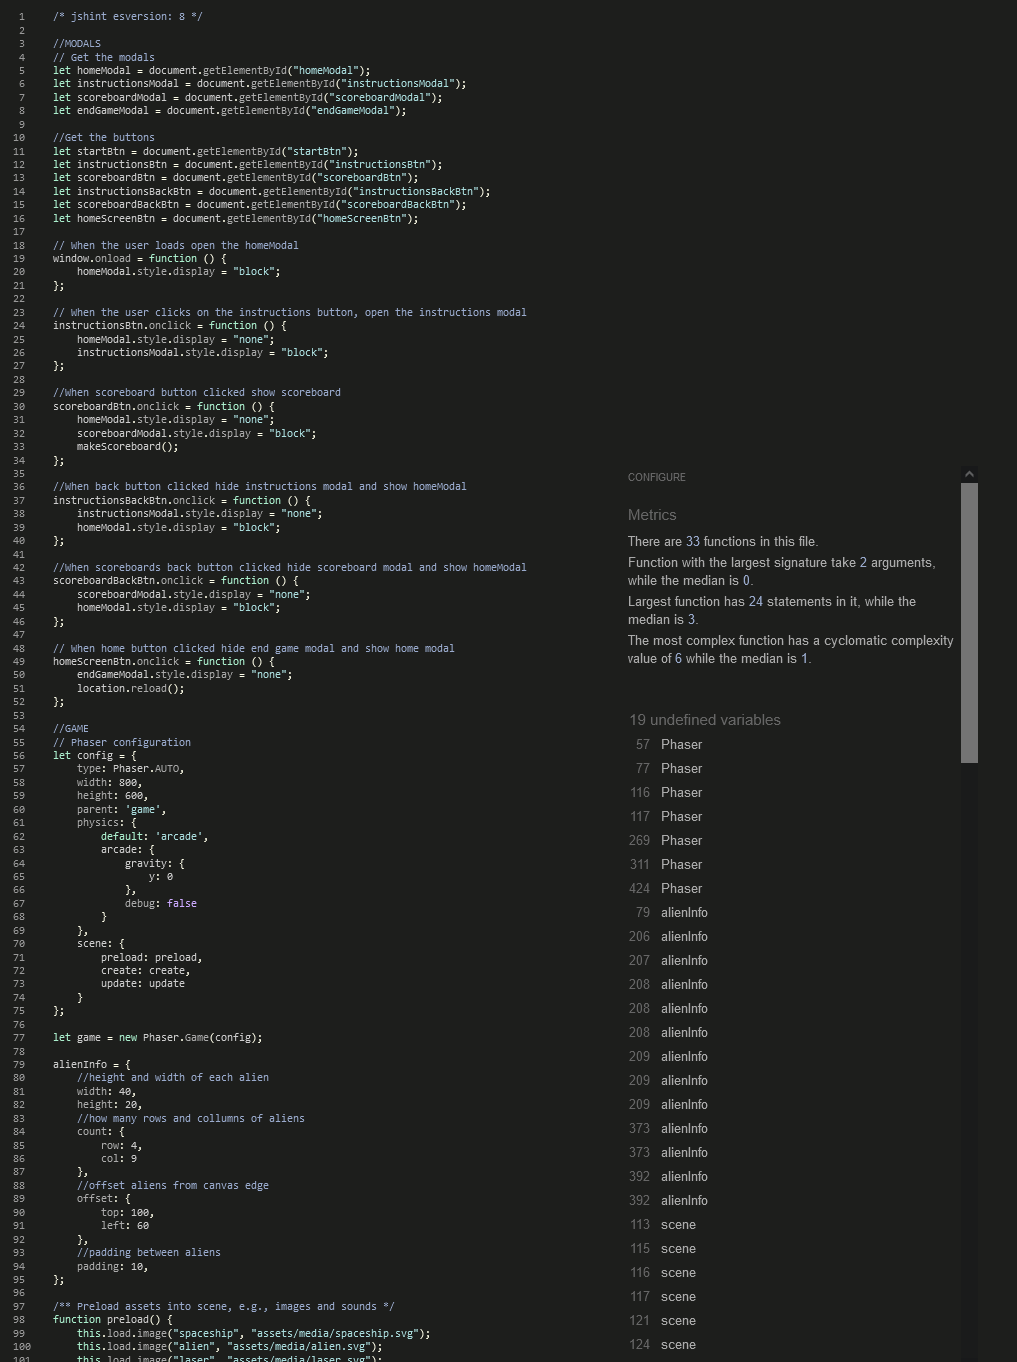 1 /* jshint esversion: 8 */
2
3 //MODALS
4 // Get the modals
5 let homeModal = document.getElementById("homeModal");
6 let instructionsModal = document.getElementById("instructionsModal");
7 let scoreboardModal = document.getElementById("scoreboardModal");
8 let endGameModal = document.getElementById("endGameModal");
9
10 //Get the buttons
11 let startBtn = document.getElementById("startBtn");
12 let instructionsBtn = document.getElementById("instructionsBtn");
13 let scoreboardBtn = document.getElementById("scoreboardBtn");
14 let instructionsBackBtn = document.getElementById("instructionsBackBtn");
15 let scoreboardBackBtn = document.getElementById("scoreboardBackBtn");
16 let homeScreenBtn = document.getElementById("homeScreenBtn");
17
18 // When the user loads open the homeModal
19 window.onload = function () {
20     homeModal.style.display = "block";
21 };
22
23 // When the user clicks on the instructions button, open the instructions modal
24 instructionsBtn.onclick = function () {
25     homeModal.style.display = "none";
26     instructionsModal.style.display = "block";
27 };
28
29 //When scoreboard button clicked show scoreboard
30 scoreboardBtn.onclick = function () {
31     homeModal.style.display = "none";
32     scoreboardModal.style.display = "block";
33     makeScoreboard();
34 };
35
36 //When back button clicked hide instructions modal and show homeModal
37 instructionsBackBtn.onclick = function () {
38     instructionsModal.style.display = "none";
39     homeModal.style.display = "block";
40 };
41
42 //When scoreboards back button clicked hide scoreboard modal and show homeModal
43 scoreboardBackBtn.onclick = function () {
44     scoreboardModal.style.display = "none";
45     homeModal.style.display = "block";
46 };
47
48 // When home button clicked hide end game modal and show home modal
49 homeScreenBtn.onclick = function () {
50     endGameModal.style.display = "none";
51     location.reload();
52 };
53
54 //GAME
55 // Phaser configuration
56 let config = {
57     type: Phaser.AUTO,
58     width: 800,
59     height: 600,
60     parent: 'game',
61     physics: {
62         default: 'arcade',
63         arcade: {
64             gravity: {
65                 y: 0
66             },
67             debug: false
68         }
69     },
70     scene: {
71         preload: preload,
72         create: create,
73         update: update
74     }
75 };
76
77 let game = new Phaser.Game(config);
78
79 alienInfo = {
80     //height and width of each alien
81     width: 40,
82     height: 20,
83     //how many rows and collumns of aliens
84     count: {
85         row: 4,
86         col: 9
87     },
88     //offset aliens from canvas edge
89     offset: {
90         top: 100,
91         left: 60
92     },
93     //padding between aliens
94     padding: 10,
95 };
96
97 /** Preload assets into scene, e.g., images and sounds */
98 function preload() {
99     this.load.image("spaceship", "assets/media/spaceship.svg");
100     this.load.image("alien", "assets/media/alien.svg");
101     this.load.image("laser", "assets/media/laser.svg");
CONFIGURE
Metrics
There are 33 functions in this file.
Function with the largest signature take 2 arguments,
while the median is 0.
Largest function has 24 statements in it, while the
median is 3.
The most complex function has a cyclomatic complexity
value of 6 while the median is 1.
19 undefined variables
57 Phaser
77 Phaser
116 Phaser
117 Phaser
269 Phaser
311 Phaser
424 Phaser
79 alienInfo
206 alienInfo
207 alienInfo
208 alienInfo
208 alienInfo
208 alienInfo
209 alienInfo
209 alienInfo
209 alienInfo
373 alienInfo
373 alienInfo
392 alienInfo
392 alienInfo
113 scene
115 scene
116 scene
117 scene
121 scene
124 scene